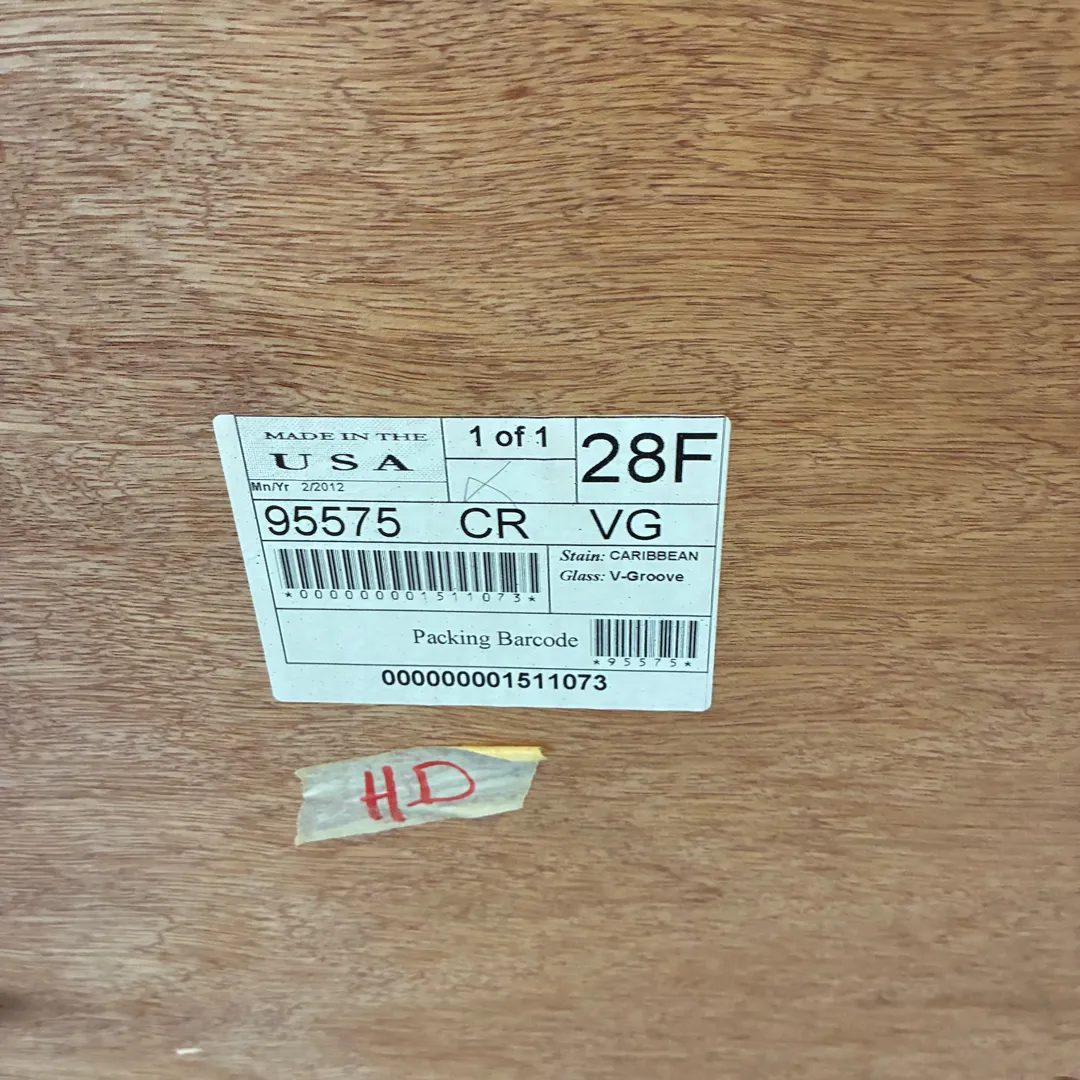 MADE IN THE
USA
Mn/Yr 2/2012
1 of 1
28F
95575 CR VG
*000000001511073*
Stain: CARIBBEAN
Glass: V-Groove
Packing Barcode
*95575*
000000001511073
HD